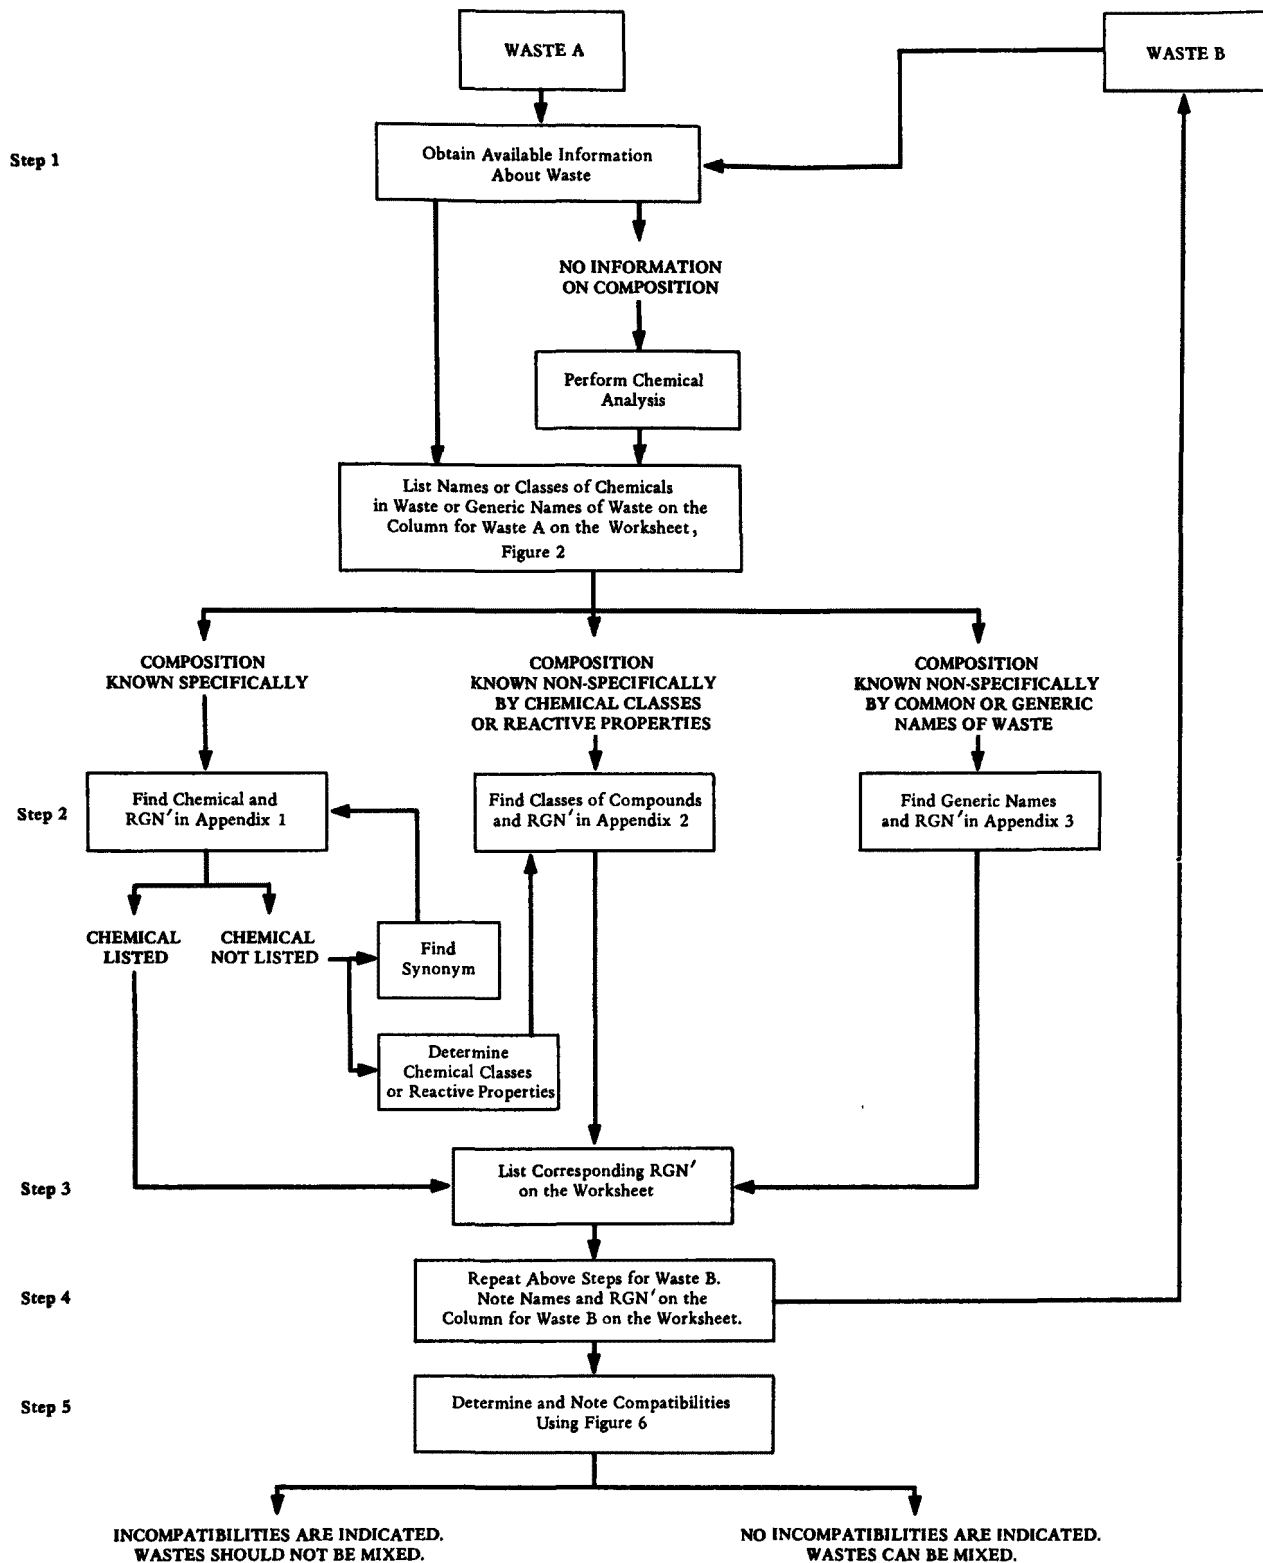 WASTE A
WASTE B
Step 1
Obtain Available Information
About Waste
NO INFORMATION
ON COMPOSITION
Perform Chemical
Analysis
List Names or Classes of Chemicals
in Waste or Generic Names of Waste on the
Column for Waste A on the Worksheet,
Figure 2
COMPOSITION
KNOWN SPECIFICALLY
COMPOSITION
KNOWN NON-SPECIFICALLY
BY CHEMICAL CLASSES
OR REACTIVE PROPERTIES
COMPOSITION
KNOWN NON-SPECIFICALLY
BY COMMON OR GENERIC
NAMES OF WASTE
Step 2
Find Chemical and
RGN′ in Appendix 1
Find Classes of Compounds
and RGN′ in Appendix 2
Find Generic Names
and RGN′ in Appendix 3
CHEMICAL
LISTED
CHEMICAL
NOT LISTED
Find
Synonym
Determine
Chemical Classes
or Reactive Properties
Step 3
List Corresponding RGN′
on the Worksheet
Step 4
Repeat Above Steps for Waste B.
Note Names and RGN′ on the
Column for Waste B on the Worksheet.
Step 5
Determine and Note Compatibilities
Using Figure 6
INCOMPATIBILITIES ARE INDICATED.
WASTES SHOULD NOT BE MIXED.
NO INCOMPATIBILITIES ARE INDICATED.
WASTES CAN BE MIXED.